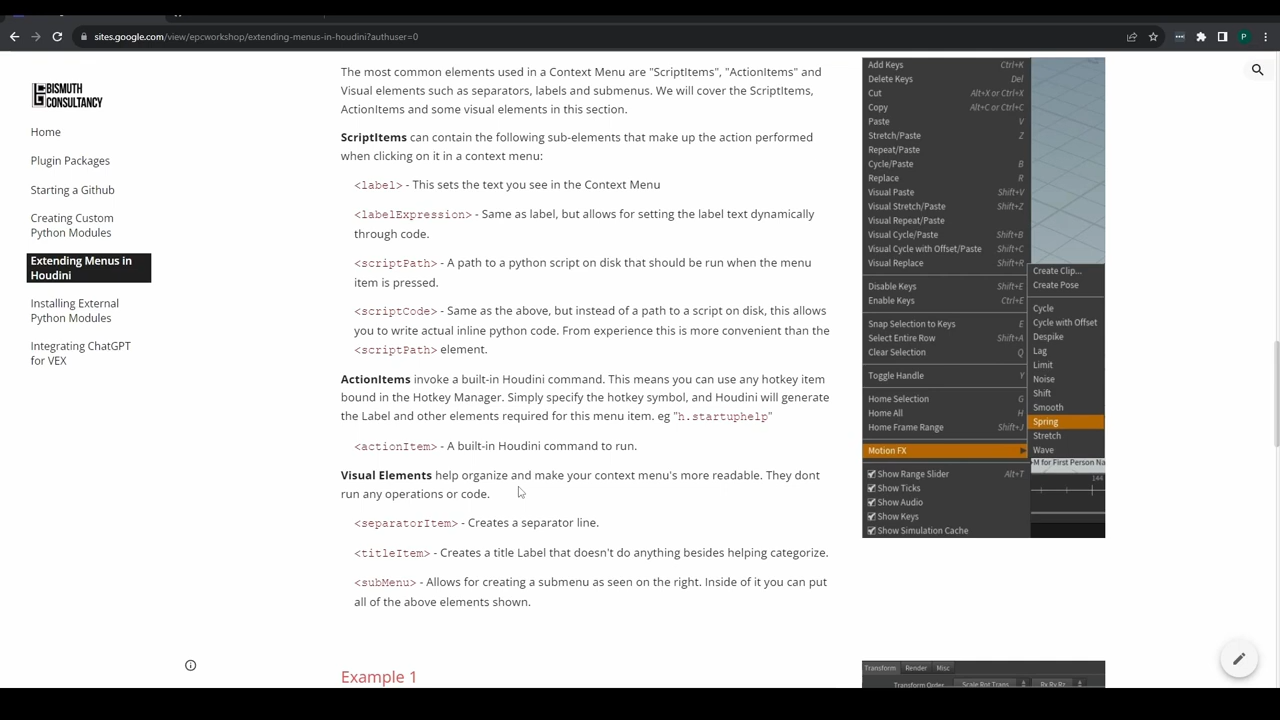 sites.google.com/view/epcworkshop/extending-menus-in-houdini?authuser=0
P
BISMUTH
CONSULTANCY
Home
Plugin Packages
Starting a Github
Creating Custom
Python Modules
Extending Menus in
Houdini
Installing External
Python Modules
Integrating ChatGPT
for VEX
The most common elements used in a Context Menu are "ScriptItems", "ActionItems" and
Visual elements such as separators, labels and submenus. We will cover the ScriptItems,
ActionItems and some visual elements in this section.
ScriptItems can contain the following sub-elements that make up the action performed
when clicking on it in a context menu:
<label> - This sets the text you see in the Context Menu
<labelExpression> - Same as label, but allows for setting the label text dynamically
through code.
<scriptPath> - A path to a python script on disk that should be run when the menu
item is pressed.
<scriptCode> - Same as the above, but instead of a path to a script on disk, this allows
you to write actual inline python code. From experience this is more convenient than the
<scriptPath> element.
ActionItems invoke a built-in Houdini command. This means you can use any hotkey item
bound in the Hotkey Manager. Simply specify the hotkey symbol, and Houdini will generate
the Label and other elements required for this menu item. eg "h.startuphelp"
<actionItem> - A built-in Houdini command to run.
Visual Elements help organize and make your context menu's more readable. They dont
run any operations or code.
<separatorItem> - Creates a separator line.
<titleItem> - Creates a title Label that doesn't do anything besides helping categorize.
<subMenu> - Allows for creating a submenu as seen on the right. Inside of it you can put
all of the above elements shown.
Example 1
Add Keys Ctrl+K
Delete Keys Del
Cut Alt+X or Ctrl+X
Copy Alt+C or Ctrl+C
Paste V
Stretch/Paste Z
Repeat/Paste
Cycle/Paste B
Replace R
Visual Paste Shift+V
Visual Stretch/Paste Shift+Z
Visual Repeat/Paste
Visual Cycle/Paste Shift+B
Visual Cycle with Offset/Paste Shift+C
Visual Replace Shift+R
Disable Keys Shift+E
Enable Keys Ctrl+E
Snap Selection to Keys E
Select Entire Row Shift+A
Clear Selection Q
Toggle Handle Y
Home Selection G
Home All H
Home Frame Range Shift+J
Motion FX
Show Range Slider Alt+T
Show Ticks
Show Audio
Show Keys
Show Simulation Cache
Create Clip...
Create Pose
Cycle
Cycle with Offset
Despike
Lag
Limit
Noise
Shift
Smooth
Spring
Stretch
Wave
M for First Person Na
144
Transform Render Misc
Transform Order Scale Rot Trans Rx Ry Rz